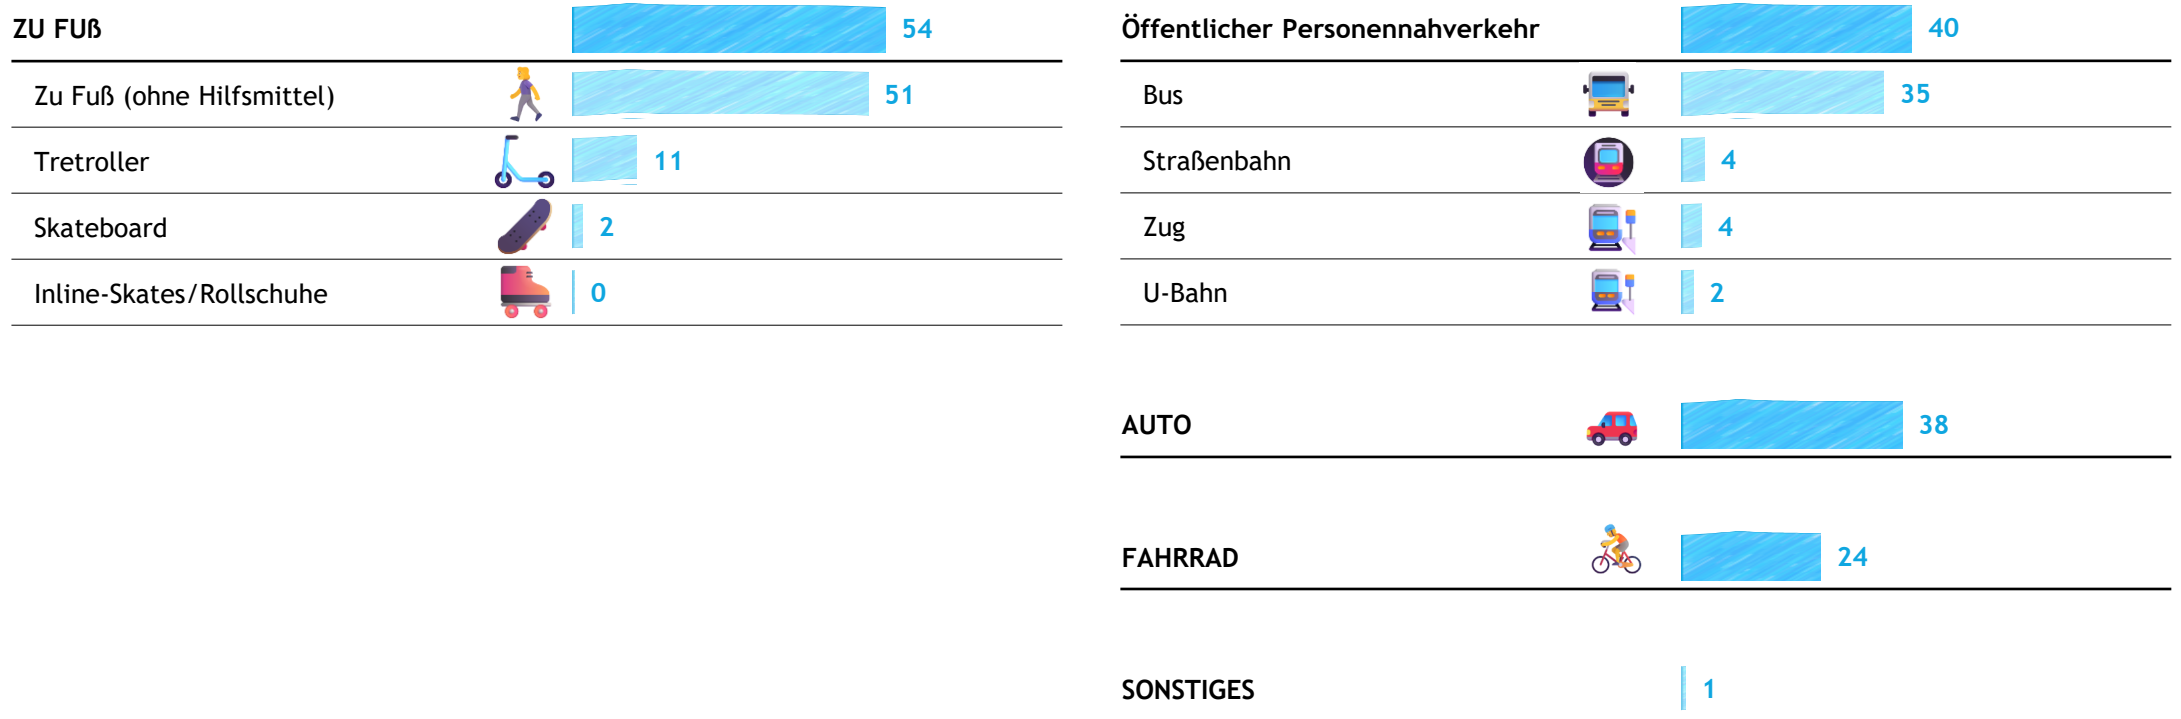 ZU FUß 54
Zu Fuß (ohne Hilfsmittel) 51
Tretroller 11
Skateboard 2
Inline-Skates/Rollschuhe 0
Öffentlicher Personennahverkehr 40
Bus 35
Straßenbahn 4
Zug 4
U-Bahn 2
AUTO 38
FAHRRAD 24
SONSTIGES 1